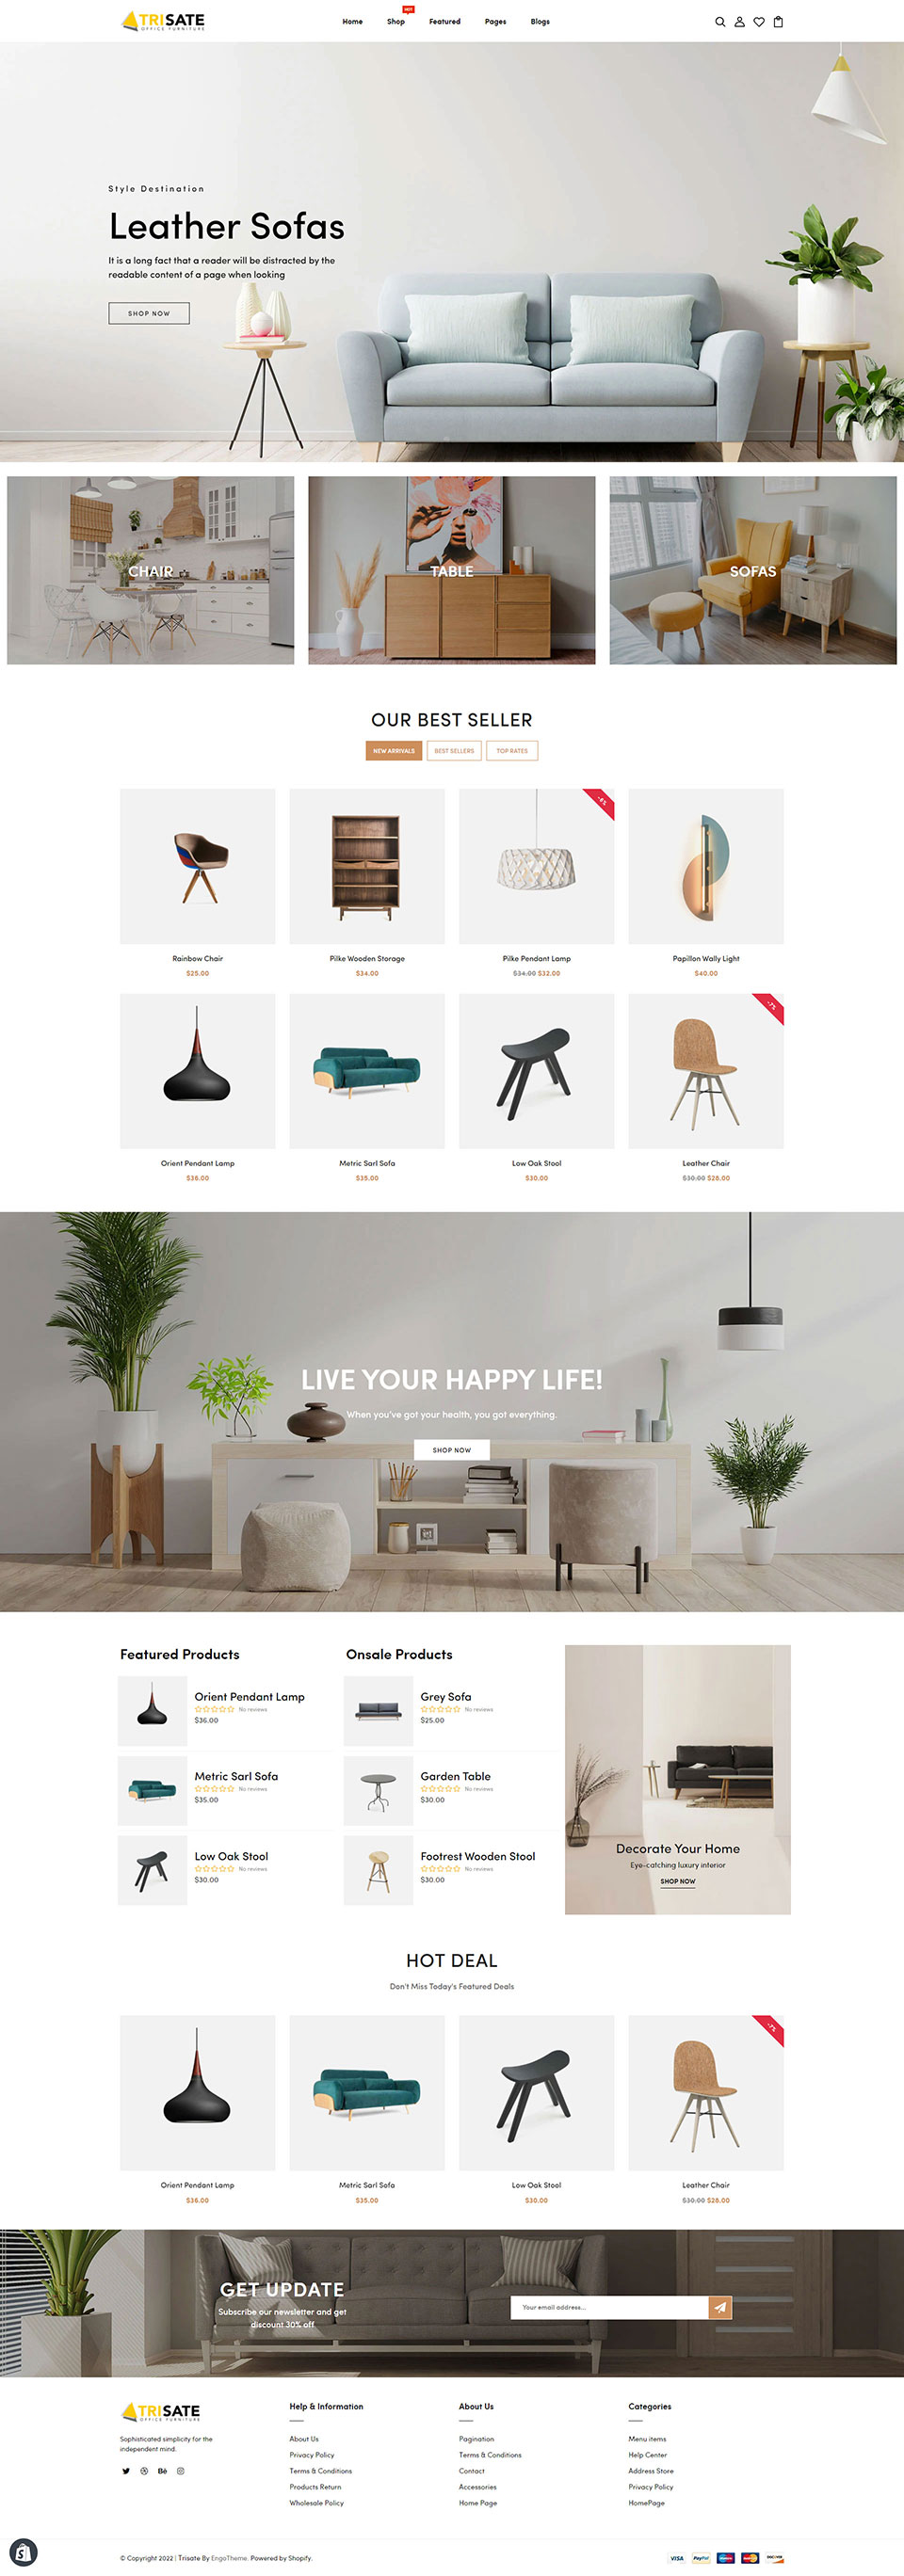 TRISATE
OFFICE FURNITURE
Home
Shop
HOT
Featured
Pages
Blogs
Style Destination
Leather Sofas
It is a long fact that a reader will be distracted by the
readable content of a page when looking
SHOP NOW
CHAIR
TABLE
SOFAS
OUR BEST SELLER
NEW ARRIVALS
BEST SELLERS
TOP RATES
-6%
Rainbow Chair
$25.00
Pilke Wooden Storage
$34.00
Pilke Pendant Lamp
$34.00 $32.00
Papillon Wally Light
$40.00
-7%
Orient Pendant Lamp
$36.00
Metric Sarl Sofa
$35.00
Low Oak Stool
$30.00
Leather Chair
$30.00 $28.00
LIVE YOUR HAPPY LIFE!
When you've got your health, you got everything.
SHOP NOW
Featured Products
Orient Pendant Lamp
No reviews
$36.00
Metric Sarl Sofa
No reviews
$35.00
Low Oak Stool
No reviews
$30.00
Onsale Products
Grey Sofa
No reviews
$25.00
Garden Table
No reviews
$30.00
Footrest Wooden Stool
No reviews
$30.00
Decorate Your Home
Eye-catching luxury interior
SHOP NOW
HOT DEAL
Don't Miss Today's Featured Deals
-7%
Orient Pendant Lamp
$36.00
Metric Sarl Sofa
$35.00
Low Oak Stool
$30.00
Leather Chair
$30.00 $28.00
GET UPDATE
Subscribe our newsletter and get
discount 30% off
Your email address...
TRISATE
OFFICE FURNITURE
Sophisticated simplicity for the
independent mind.
Bē
Help & Information
About Us
Privacy Policy
Terms & Conditions
Products Return
Wholesale Policy
About Us
Pagination
Terms & Conditions
Contact
Accessories
Home Page
Categories
Menu items
Help Center
Address Store
Privacy Policy
HomePage
© Copyright 2022 | Trisate By EngoTheme. Powered by Shopify.
VISA
PayPal
DISCOVER